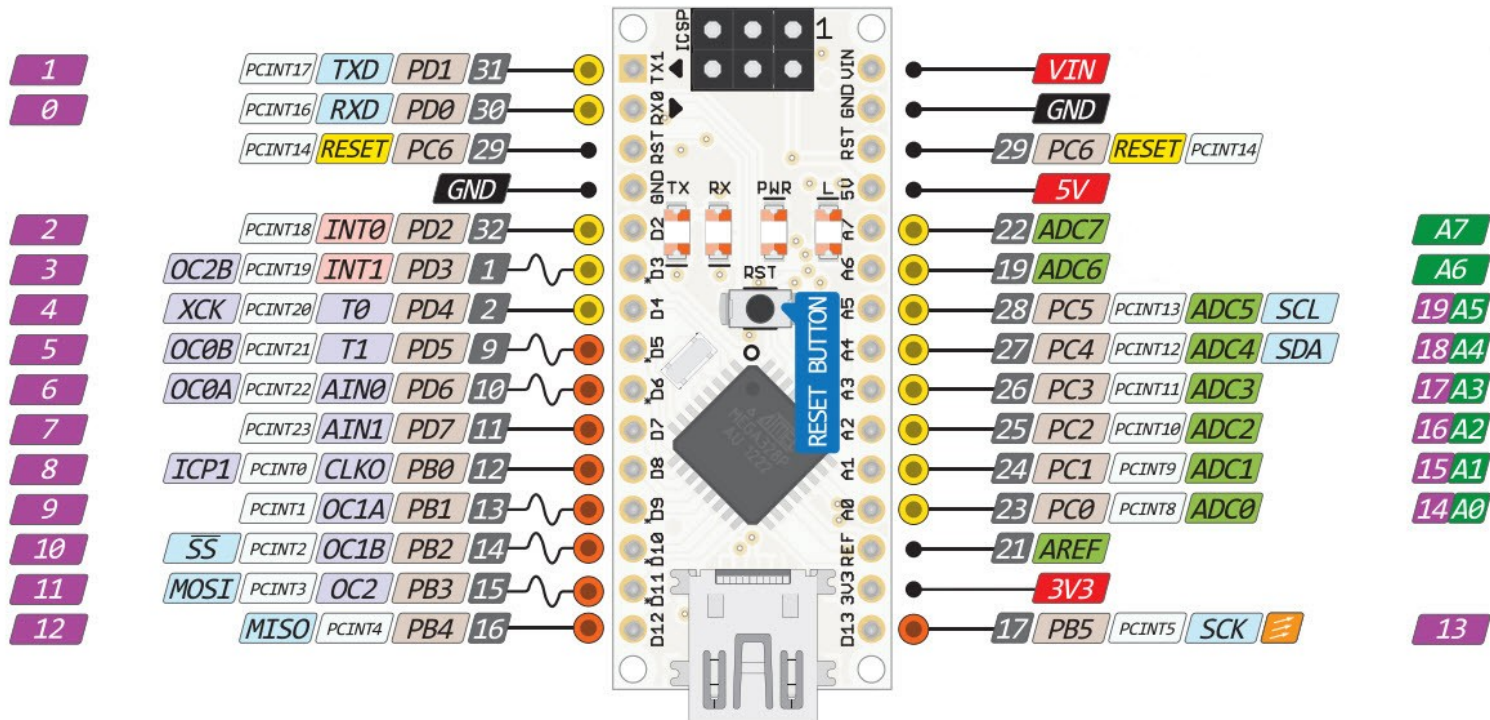 ICSP 1
1 PCINT17 TXD PD1 31 TX1 VIN VIN
0 PCINT16 RXD PD0 30 RX0 GND GND
PCINT14 RESET PC6 29 RST RST 29 PC6 RESET PCINT14
GND GND 5V 5V
TX RX PWR L
2 PCINT18 INT0 PD2 32 D2 A7 22 ADC7 A7
3 OC2B PCINT19 INT1 PD3 1 *D3 A6 19 ADC6 A6
RST
4 XCK PCINT20 T0 PD4 2 D4 A5 28 PC5 PCINT13 ADC5 SCL 19 A5
5 OC0B PCINT21 T1 PD5 9 *D5 A4 27 PC4 PCINT12 ADC4 SDA 18 A4
RESET BUTTON
6 OC0A PCINT22 AIN0 PD6 10 *D6 A3 26 PC3 PCINT11 ADC3 17 A3
7 PCINT23 AIN1 PD7 11 D7 A2 25 PC2 PCINT10 ADC2 16 A2
8 ICP1 PCINT0 CLKO PB0 12 D8 A1 24 PC1 PCINT9 ADC1 15 A1
9 PCINT1 OC1A PB1 13 *D9 A0 23 PC0 PCINT8 ADC0 14 A0
10 SS PCINT2 OC1B PB2 14 *D10 REF 21 AREF
11 MOSI PCINT3 OC2 PB3 15 *D11 3V3 3V3
12 MISO PCINT4 PB4 16 D12 D13 17 PB5 PCINT5 SCK 13